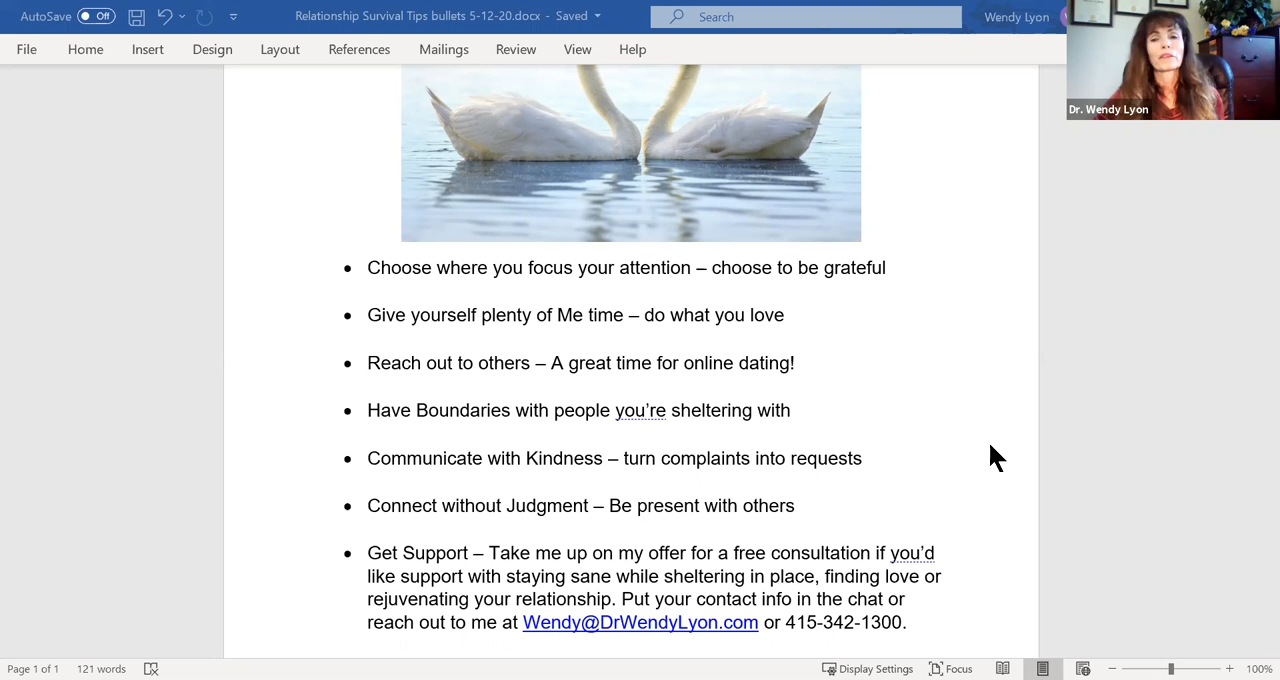 AutoSave Off Relationship Survival Tips bullets 5-12-20.docx - Saved Search Wendy Lyon
File Home Insert Design Layout References Mailings Review View Help
Dr. Wendy Lyon
• Choose where you focus your attention – choose to be grateful
• Give yourself plenty of Me time – do what you love
• Reach out to others – A great time for online dating!
• Have Boundaries with people you’re sheltering with
• Communicate with Kindness – turn complaints into requests
• Connect without Judgment – Be present with others
• Get Support – Take me up on my offer for a free consultation if you’d
like support with staying sane while sheltering in place, finding love or
rejuvenating your relationship. Put your contact info in the chat or
reach out to me at Wendy@DrWendyLyon.com or 415-342-1300.
Page 1 of 1 121 words Display Settings Focus 100%